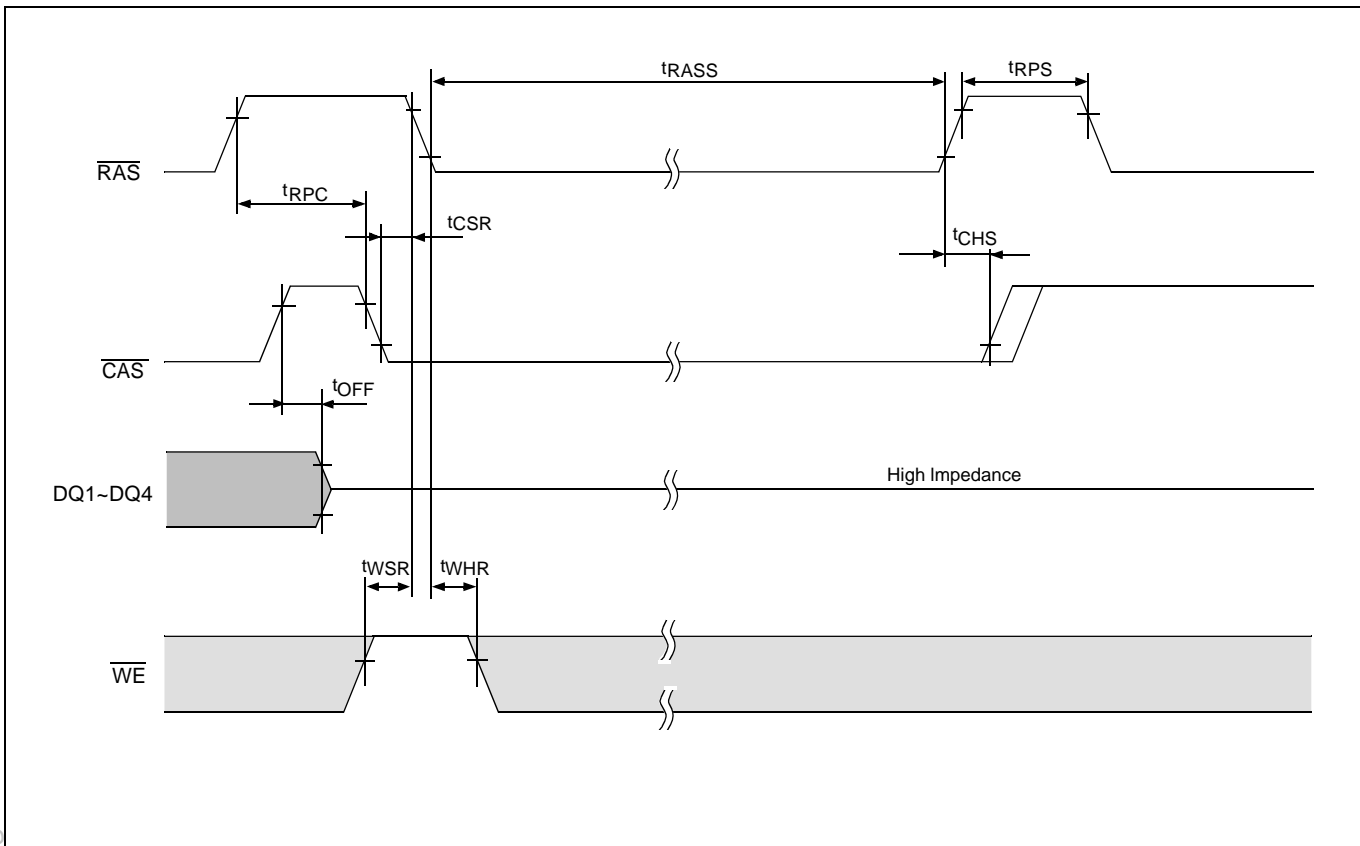 tRASS
tRPS
RAS
tRPC
tCSR
tCHS
CAS
tOFF
High Impedance
DQ1~DQ4
tWSR
tWHR
WE